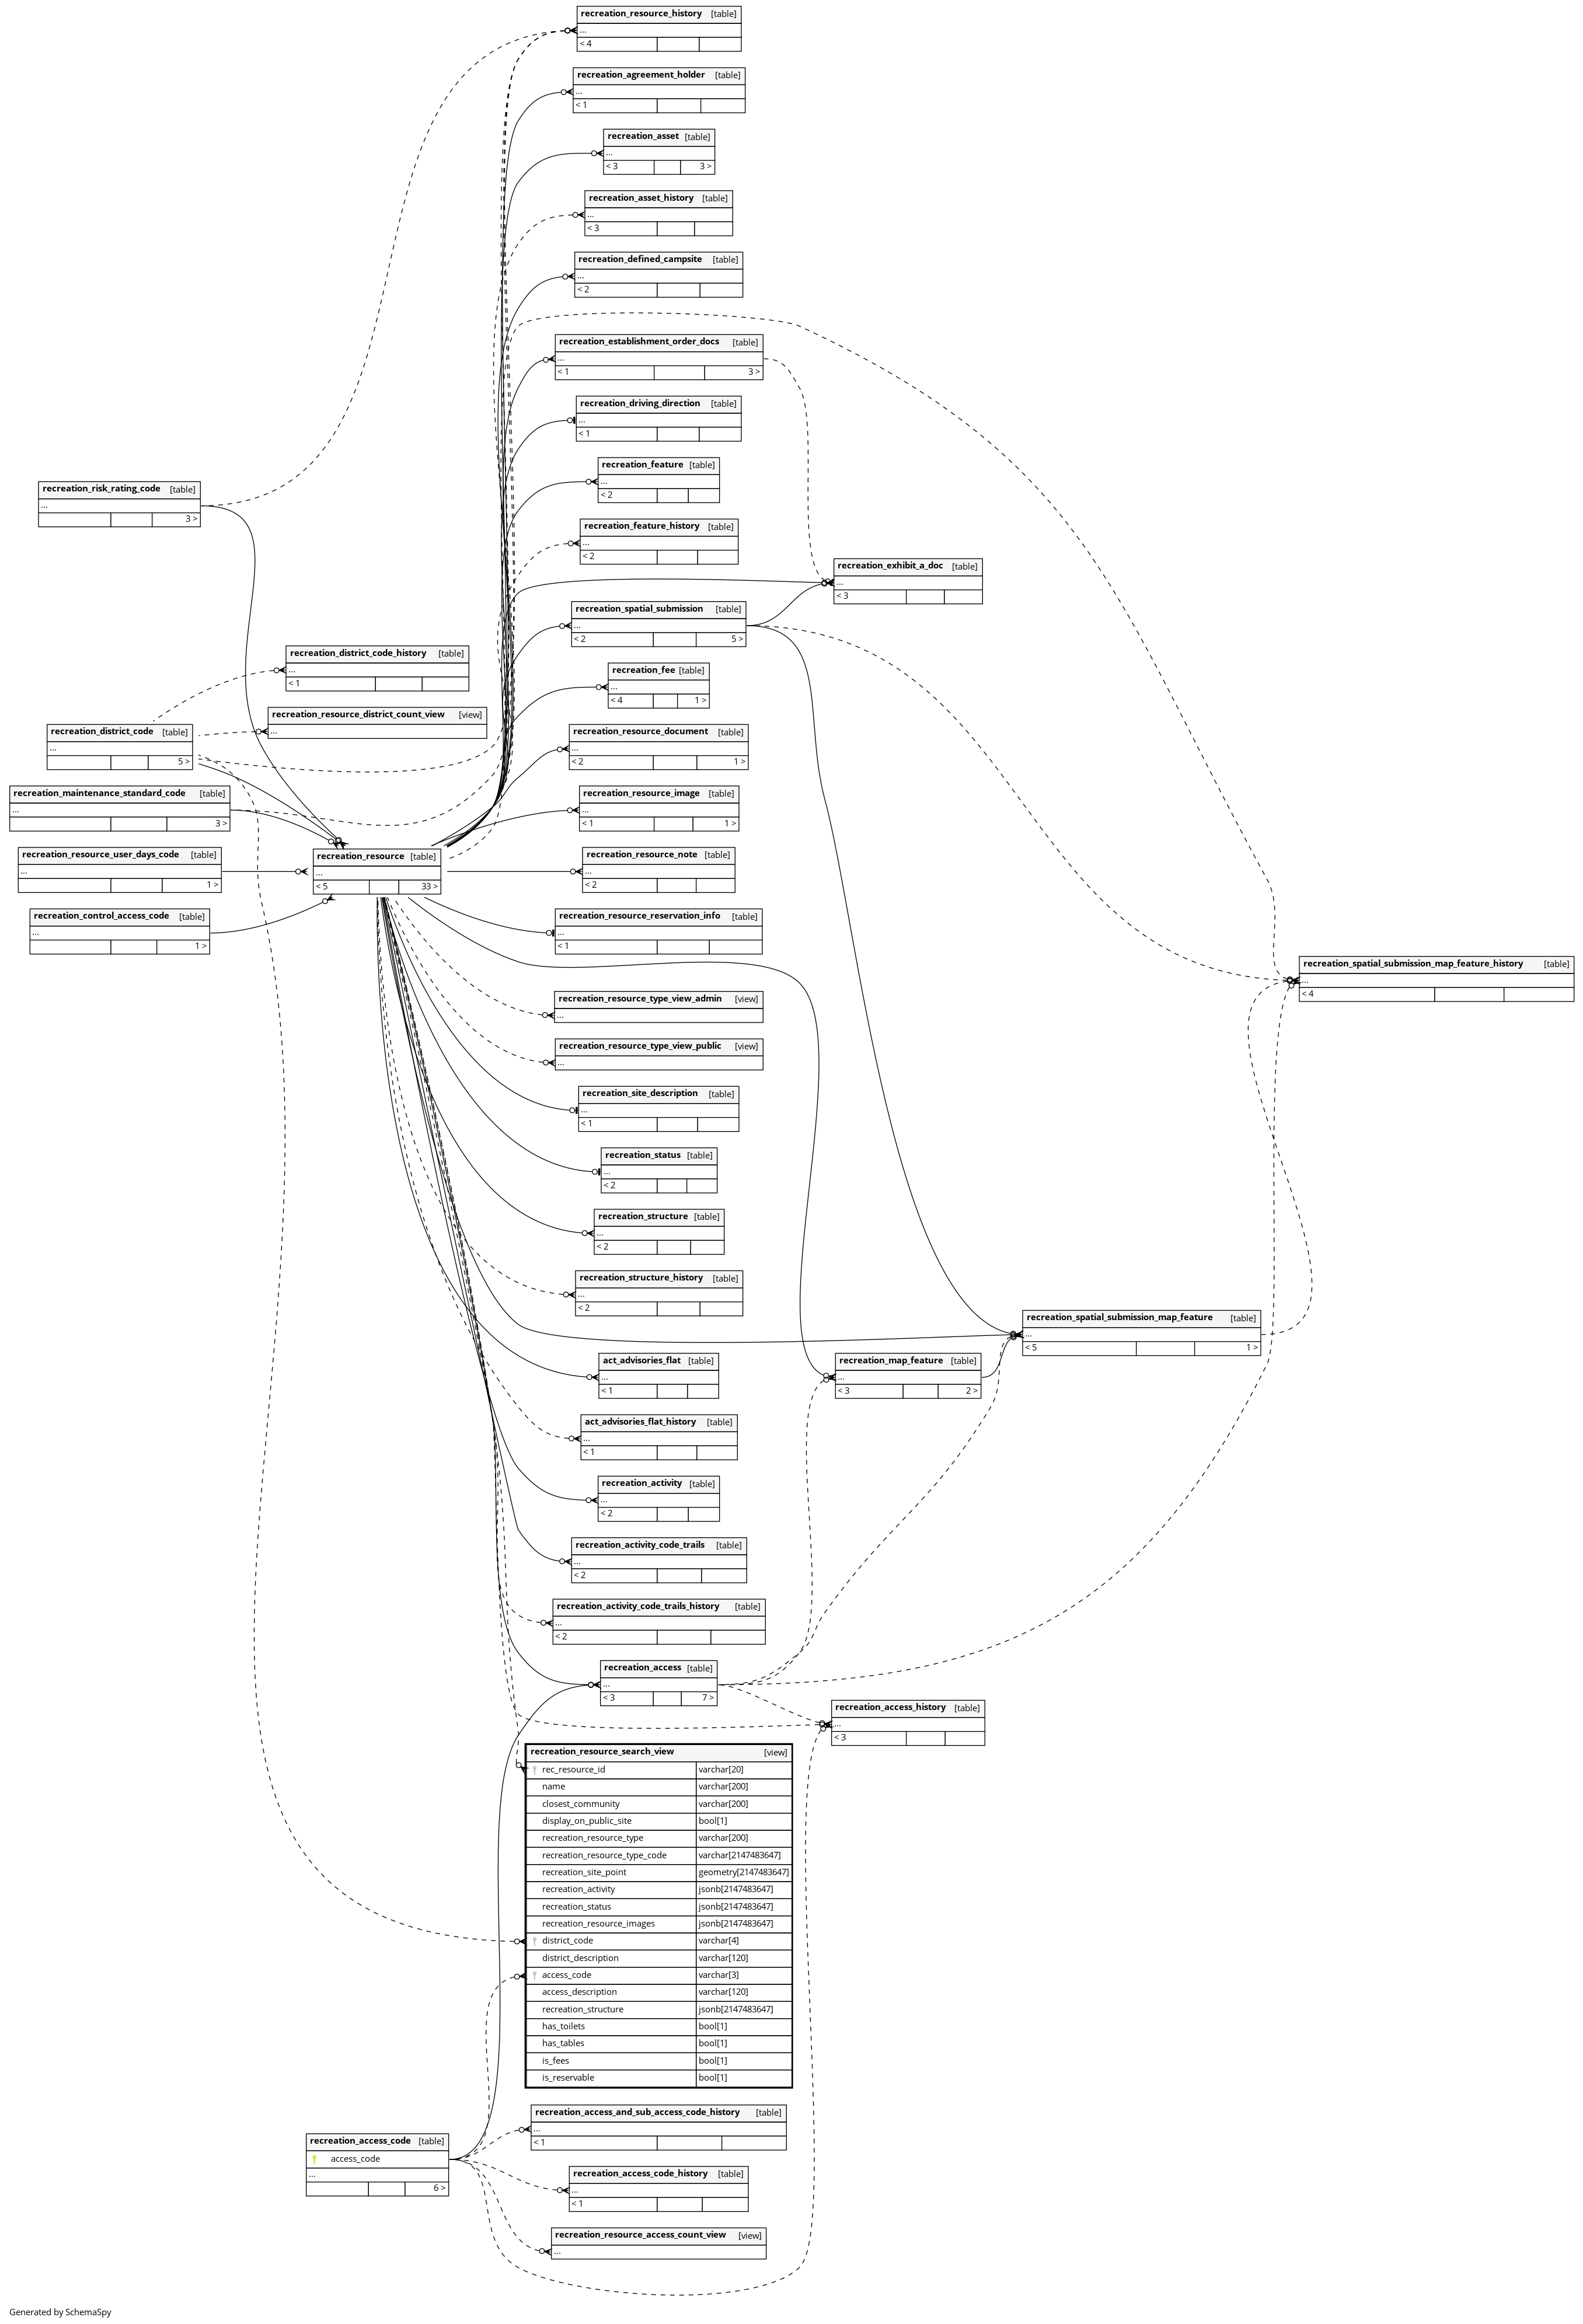 recreation_resource_history [table]
...
< 4
recreation_agreement_holder [table]
...
< 1
recreation_asset [table]
...
< 3 3 >
recreation_asset_history [table]
...
< 3
recreation_defined_campsite [table]
...
< 2
recreation_establishment_order_docs [table]
...
< 1 3 >
recreation_driving_direction [table]
...
< 1
recreation_feature [table]
...
< 2
recreation_risk_rating_code [table]
...
3 >
recreation_feature_history [table]
...
< 2
recreation_exhibit_a_doc [table]
...
< 3
recreation_spatial_submission [table]
...
< 2 5 >
recreation_district_code_history [table]
...
< 1
recreation_fee [table]
...
< 4 1 >
recreation_resource_district_count_view [view]
...
recreation_district_code [table]
...
5 >
recreation_resource_document [table]
...
< 2 1 >
recreation_maintenance_standard_code [table]
...
3 >
recreation_resource_image [table]
...
< 1 1 >
recreation_resource_user_days_code [table]
...
1 >
recreation_resource [table]
...
< 5 33 >
recreation_resource_note [table]
...
< 2
recreation_control_access_code [table]
...
1 >
recreation_resource_reservation_info [table]
...
< 1
recreation_spatial_submission_map_feature_history [table]
...
< 4
recreation_resource_type_view_admin [view]
...
recreation_resource_type_view_public [view]
...
recreation_site_description [table]
...
< 1
recreation_status [table]
...
< 2
recreation_structure [table]
...
< 2
recreation_structure_history [table]
...
< 2
recreation_spatial_submission_map_feature [table]
...
< 5 1 >
act_advisories_flat [table]
...
< 1
recreation_map_feature [table]
...
< 3 2 >
act_advisories_flat_history [table]
...
< 1
recreation_activity [table]
...
< 2
recreation_activity_code_trails [table]
...
< 2
recreation_activity_code_trails_history [table]
...
< 2
recreation_access [table]
...
< 3 7 >
recreation_access_history [table]
...
< 3
recreation_resource_search_view [view]
rec_resource_id varchar[20]
name varchar[200]
closest_community varchar[200]
display_on_public_site bool[1]
recreation_resource_type varchar[200]
recreation_resource_type_code varchar[2147483647]
recreation_site_point geometry[2147483647]
recreation_activity jsonb[2147483647]
recreation_status jsonb[2147483647]
recreation_resource_images jsonb[2147483647]
district_code varchar[4]
district_description varchar[120]
access_code varchar[3]
access_description varchar[120]
recreation_structure jsonb[2147483647]
has_toilets bool[1]
has_tables bool[1]
is_fees bool[1]
is_reservable bool[1]
recreation_access_and_sub_access_code_history [table]
...
< 1
recreation_access_code [table]
access_code
...
6 >
recreation_access_code_history [table]
...
< 1
recreation_resource_access_count_view [view]
...
Generated by SchemaSpy